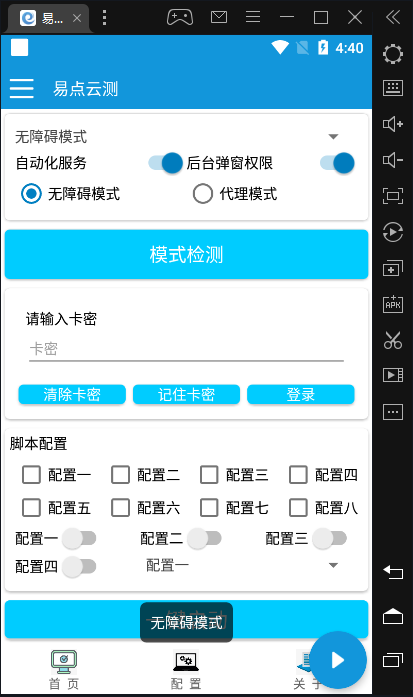 易...
4:40
易点云测
无障碍模式
自动化服务 后台弹窗权限
无障碍模式 代理模式
模式检测
请输入卡密
卡密
清除卡密 记住卡密 登录
脚本配置
配置一 配置二 配置三 配置四
配置五 配置六 配置七 配置八
配置一 配置二 配置三
配置四 配置一
无障碍模式
首 页 配 置 关 于
APK